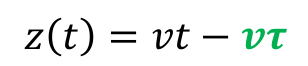 z(t) = vt − vτ